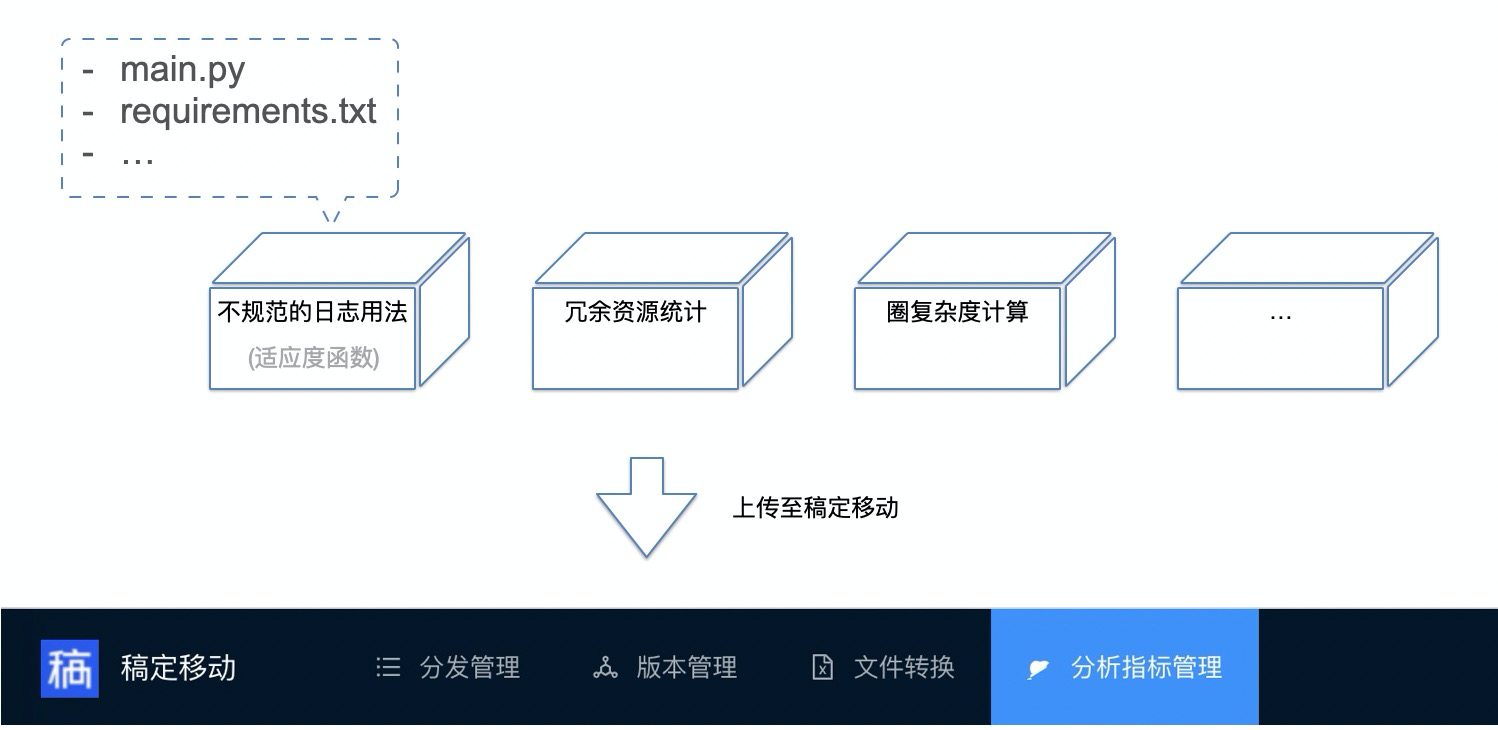 - main.py
- requirements.txt
- …
不规范的日志用法
(适应度函数)
冗余资源统计
圈复杂度计算
…
上传至稿定移动
稿 稿定移动
分发管理
版本管理
文件转换
分析指标管理